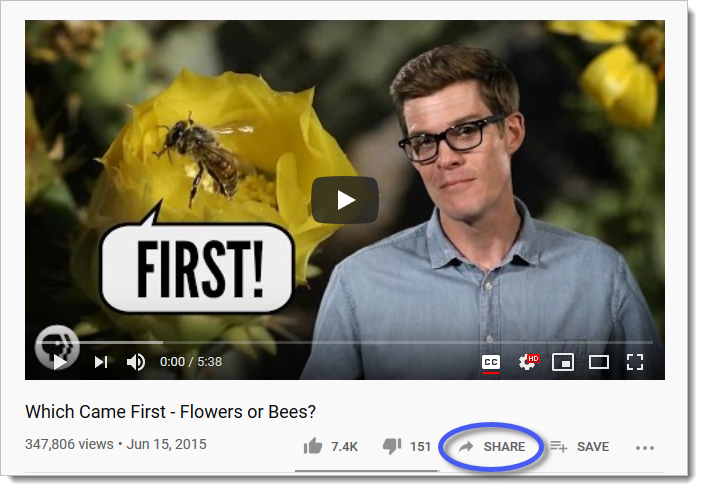 FIRST!
0:00 / 5:38
CC
HD
Which Came First - Flowers or Bees?
347,806 views • Jun 15, 2015
7.4K 151 SHARE SAVE